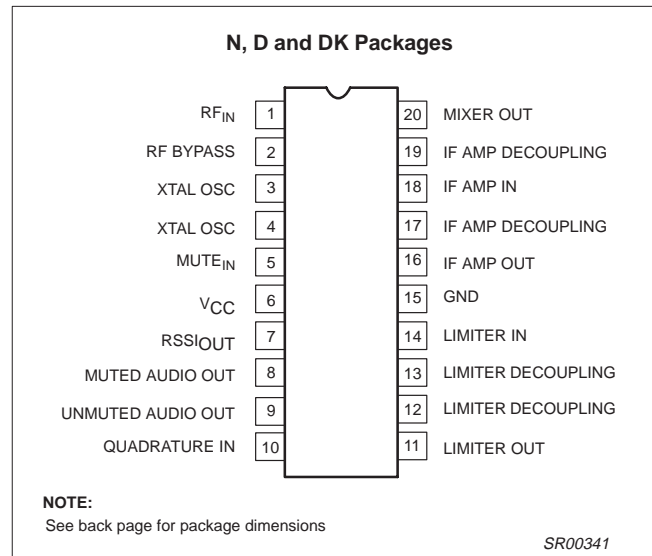 N, D and DK Packages
RFIN 1 20 MIXER OUT
RF BYPASS 2 19 IF AMP DECOUPLING
XTAL OSC 3 18 IF AMP IN
XTAL OSC 4 17 IF AMP DECOUPLING
MUTEIN 5 16 IF AMP OUT
VCC 6 15 GND
RSSIOUT 7 14 LIMITER IN
MUTED AUDIO OUT 8 13 LIMITER DECOUPLING
UNMUTED AUDIO OUT 9 12 LIMITER DECOUPLING
QUADRATURE IN 10 11 LIMITER OUT
NOTE:
See back page for package dimensions
SR00341